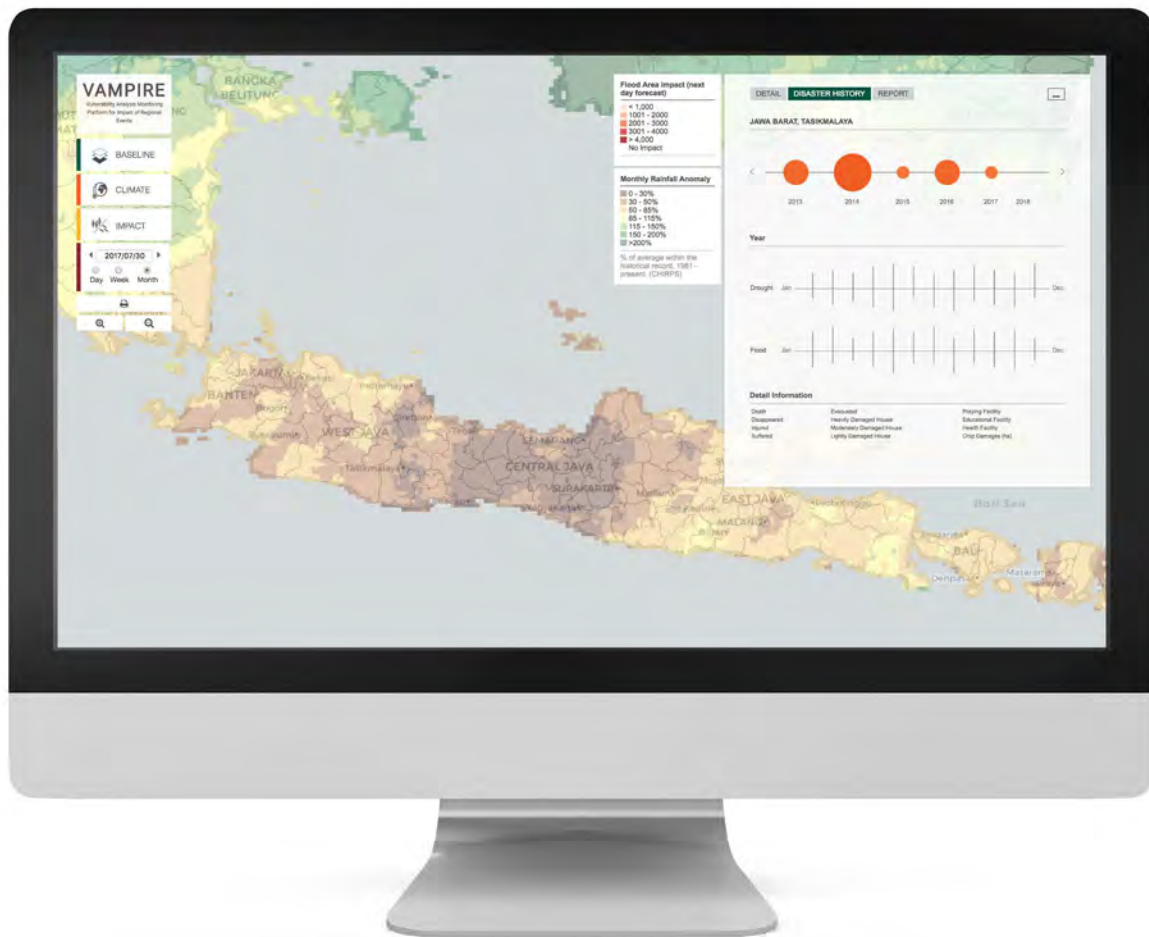 VAMPIRE
Vulnerability Analysis Monitoring
Platform for Impact of Regional
Events
BASELINE
CLIMATE
IMPACT
2017/07/30
Day Week Month
Flood Area Impact (next
day forecast)
< 1,000
1001 - 2000
2001 - 3000
3001 - 4000
> 4,000
No Impact
Monthly Rainfall Anomaly
0 - 30%
30 - 50%
50 - 85%
85 - 115%
115 - 150%
150 - 200%
>200%
% of average within the
historical record, 1981 -
present. (CHIRPS)
DETAIL DISASTER HISTORY REPORT
JAWA BARAT, TASIKMALAYA
2013 2014 2015 2016 2017 2018
Year
Drought Jan Dec
Flood Jan Dec
Detail Information
Death Evacuated Praying Facility
Disappeared Heavily Damaged House Educational Facility
Injured Moderately Damaged House Health Facility
Suffered Lightly Damaged House Crop Damages (ha)
BANGKA
BELITUNG
BANTEN
Bogor
WEST JAVA
Tasikmalaya
SEMARANG
CENTRAL JAVA
SURAKARTA
EAST JAVA
MALANG
Bali Sea
BALI
Denpasar
Mataram